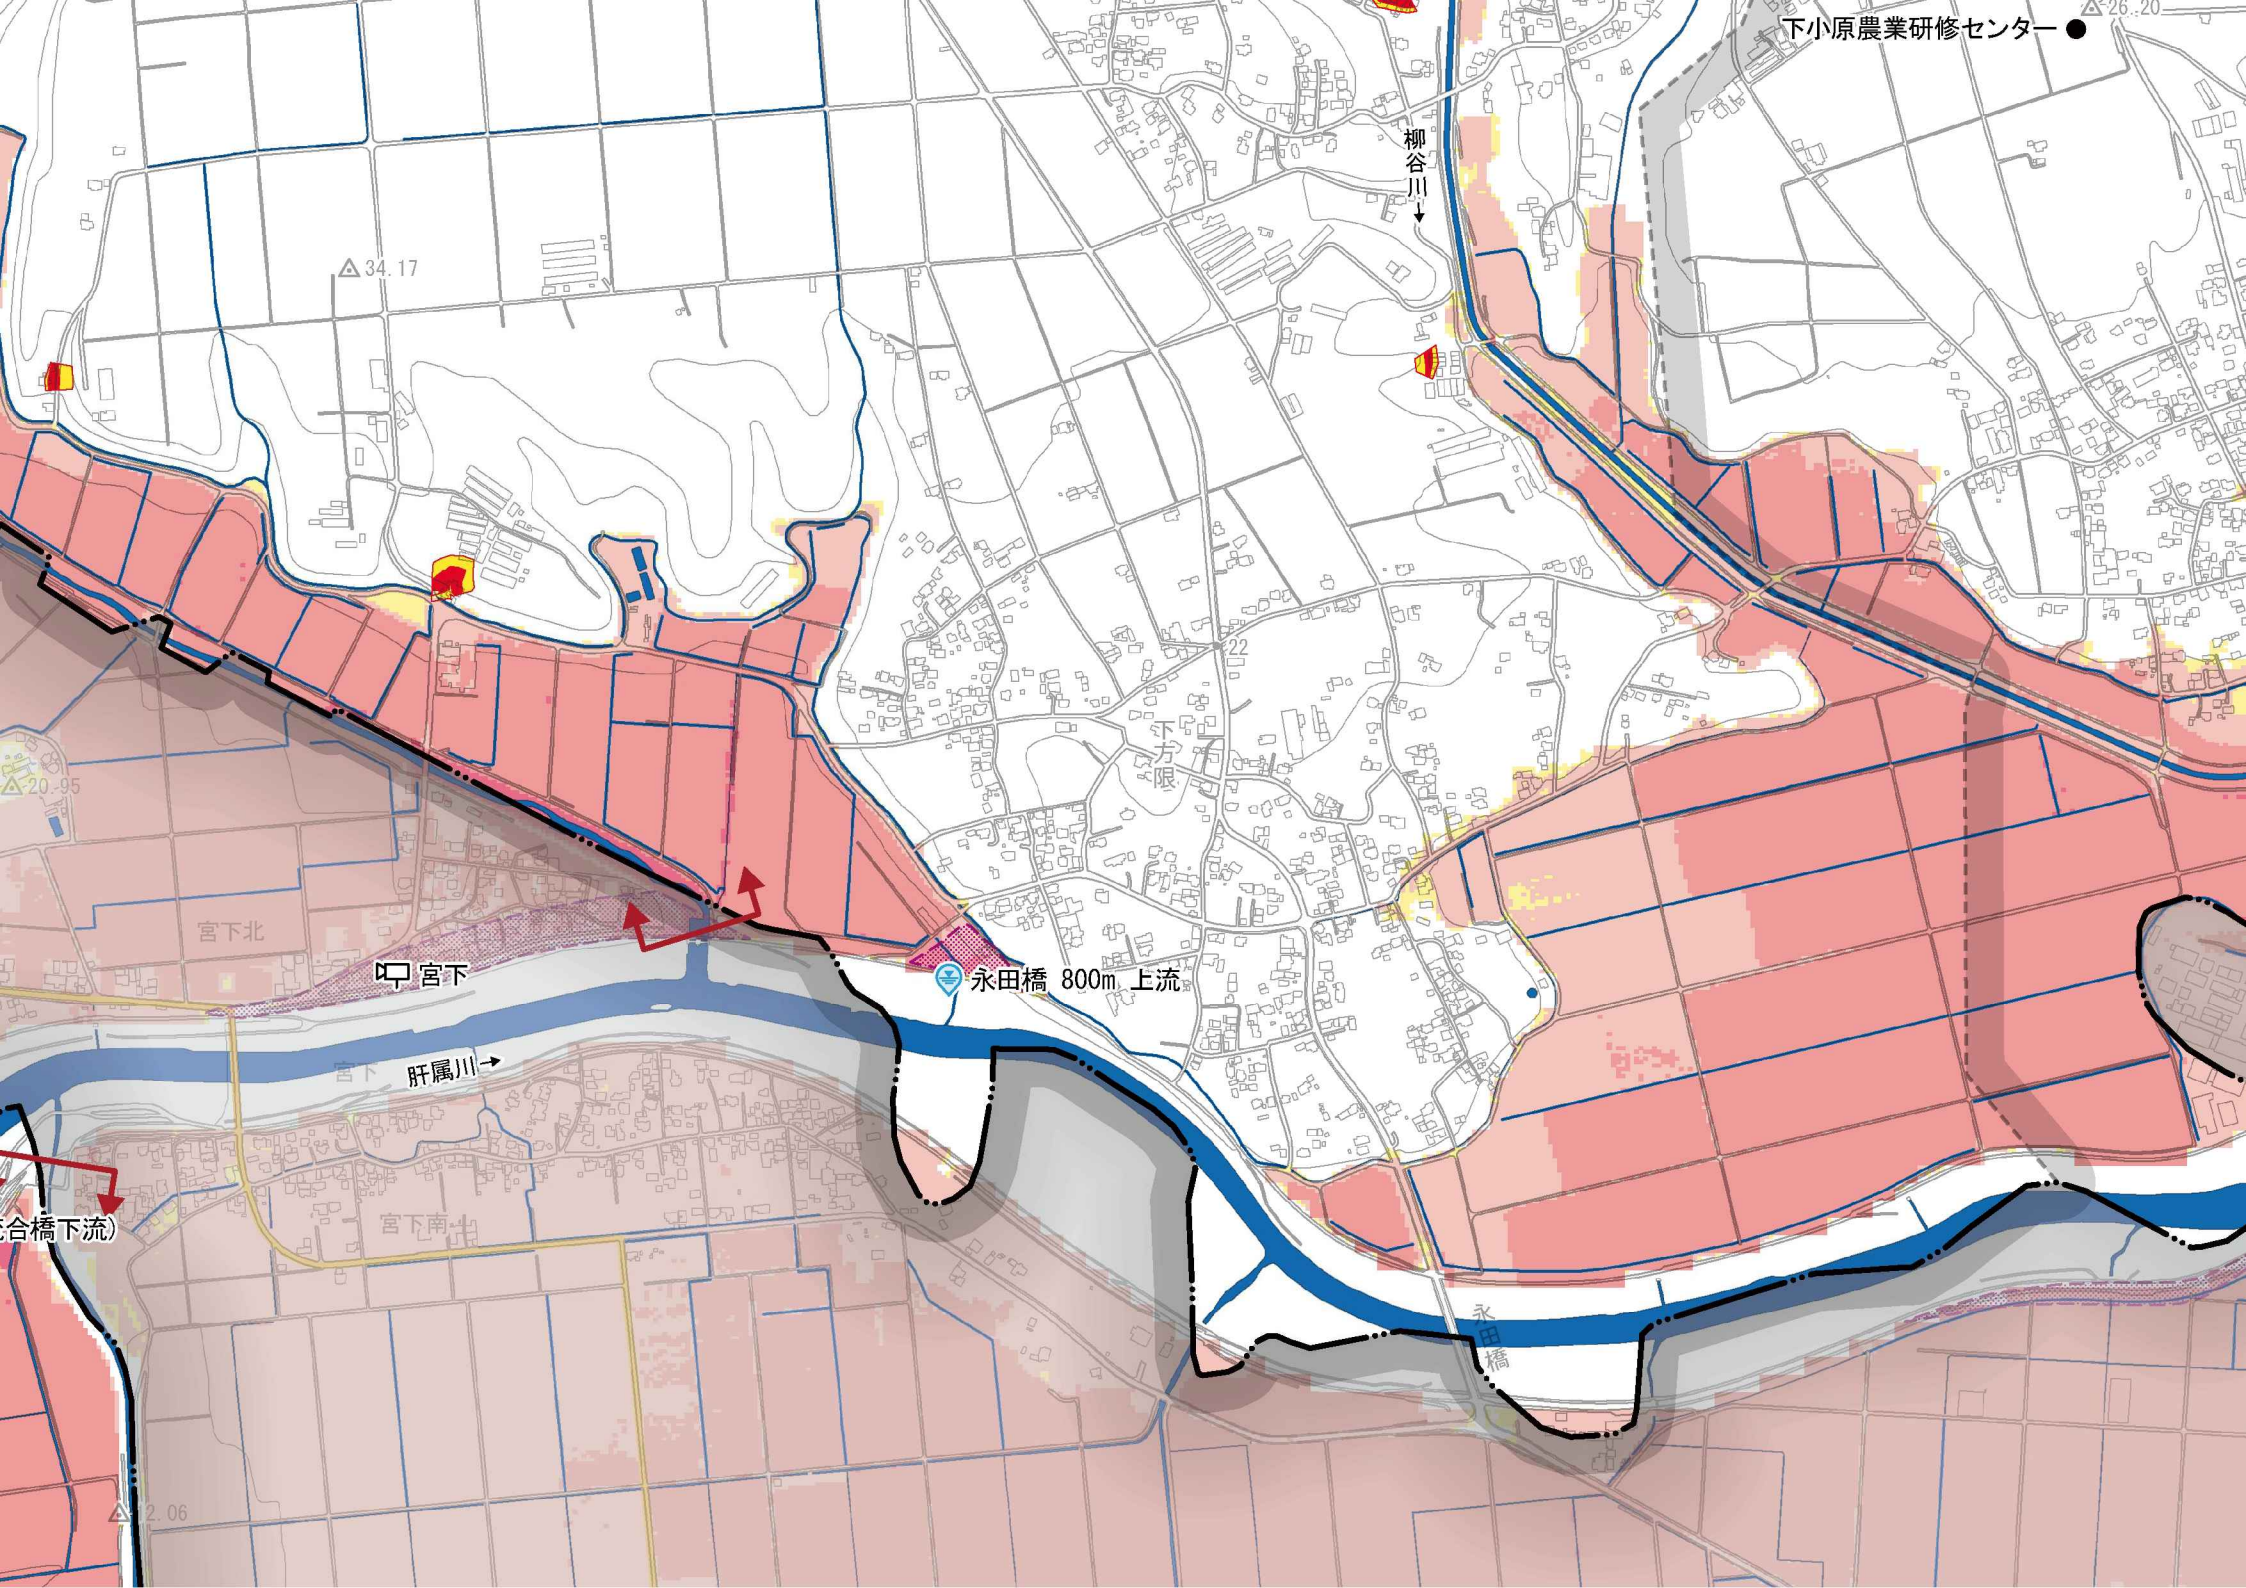 26.20
下小原農業研修センター
柳谷川→
34.17
22
下方限
20.95
宮下北
宮下
永田橋 800m 上流
宮下
肝属川→
宮下南
合橋下流)
永田橋
12.06